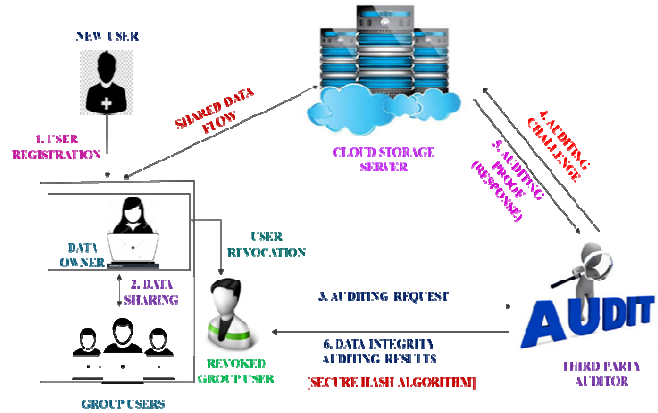 NEW USER
1. USER
REGISTRATION
SHARED DATA
FLOW
CLOUD STORAGE
SERVER
4. AUDITING
CHALLENGE
5. AUDITING
PROOF
(RESPONSE)
DATA
OWNER
USER
REVOCATION
2. DATA
SHARING
3. AUDITING REQUEST
AUDIT
6. DATA INTEGRITY
AUDITING RESULTS
REVOKED
GROUP USER
[SECURE HASH ALGORITHM]
THIRD PARTY
AUDITOR
GROUP USERS